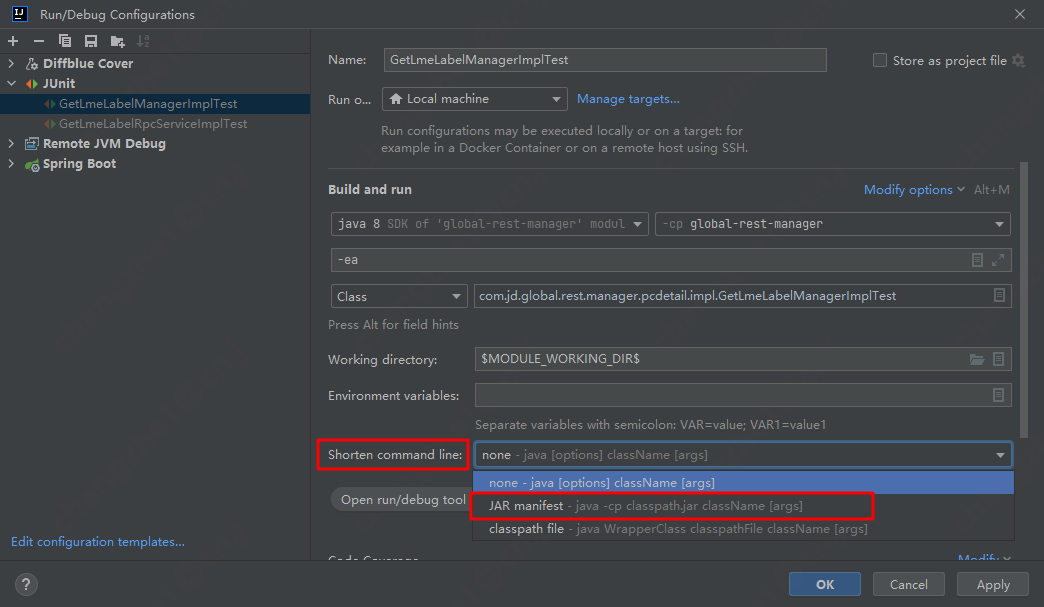 Run/Debug Configurations
Diffblue Cover
JUnit
GetLmeLabelManagerImplTest
GetLmeLabelRpcServiceImplTest
Remote JVM Debug
Spring Boot
Edit configuration templates...
Name: GetLmeLabelManagerImplTest Store as project file
Run o... Local machine Manage targets...
Run configurations may be executed locally or on a target: for
example in a Docker Container or on a remote host using SSH.
Build and run Modify options Alt+M
java 8 SDK of 'global-rest-manager' modul -cp global-rest-manager
-ea
Class com.jd.global.rest.manager.pcdetail.impl.GetLmeLabelManagerImplTest
Press Alt for field hints
Working directory: $MODULE_WORKING_DIR$
Environment variables:
Separate variables with semicolon: VAR=value; VAR1=value1
Shorten command line: none - java [options] className [args]
none - java [options] className [args]
Open run/debug tool JAR manifest - java -cp classpath.jar className [args]
classpath file - java WrapperClass classpathFile className [args]
Code Coverage Modify
? OK Cancel Apply